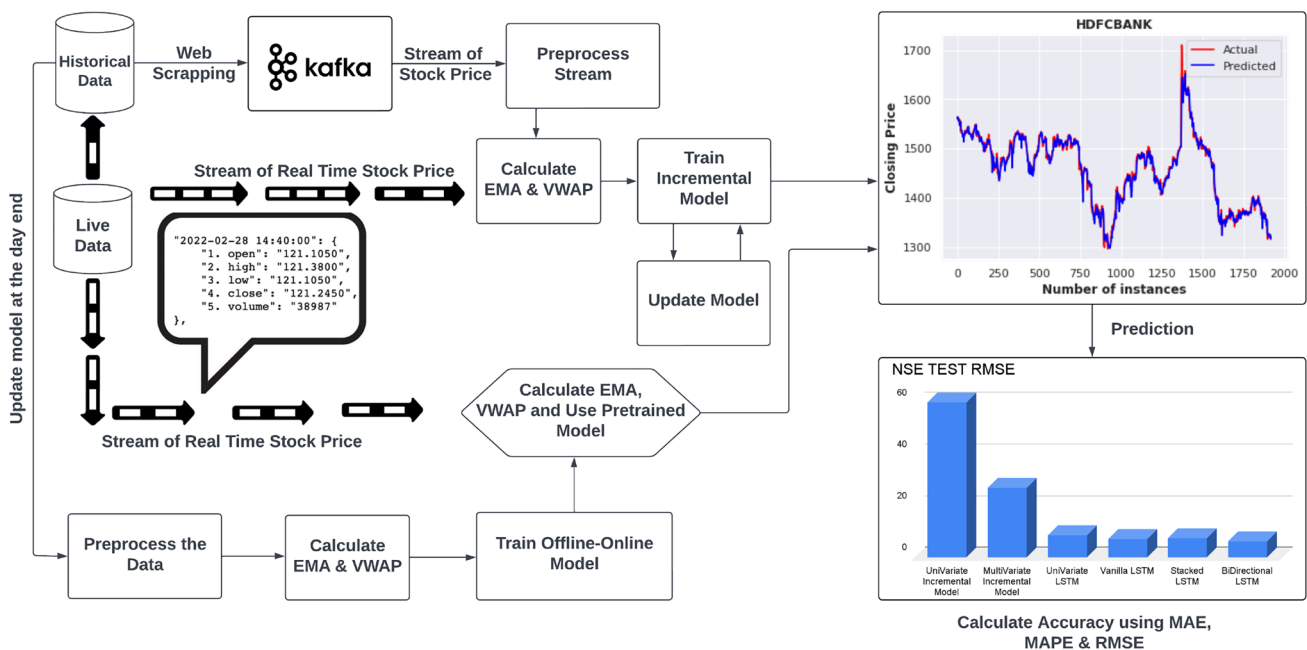 Historical
Data
Web
Scrapping
kafka
Stream of
Stock Price
Preprocess
Stream
Update model at the day end
Live
Data
Stream of Real Time Stock Price
Calculate
EMA & VWAP
Train
Incremental
Model
Update Model
"2022-02-28 14:40:00": {
"1. open": "121.1050",
"2. high": "121.3800",
"3. low": "121.1050",
"4. close": "121.2450",
"5. volume": "38987"
},
Stream of Real Time Stock Price
Calculate EMA,
VWAP and Use Pretrained
Model
Preprocess the
Data
Calculate
EMA & VWAP
Train Offline-Online
Model
HDFCBANK
Actual
Predicted
Closing Price
1700
1600
1500
1400
1300
0 250 500 750 1000 1250 1500 1750 2000
Number of instances
Prediction
NSE TEST RMSE
60
40
20
0
UniVariate
Incremental
Model
MultiVariate
Incremental
Model
UniVariate
LSTM
Vanilla LSTM
Stacked
LSTM
BiDirectional
LSTM
Calculate Accuracy using MAE,
MAPE & RMSE